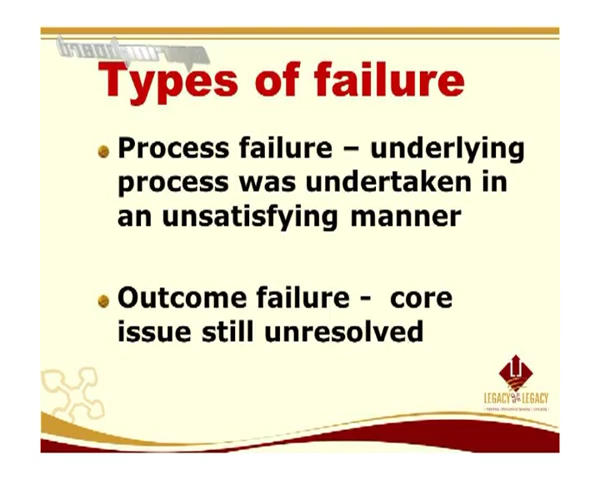 Types of failure
Process failure – underlying
process was undertaken in
an unsatisfying manner
Outcome failure -  core
issue still unresolved
LEGACY LEGACY